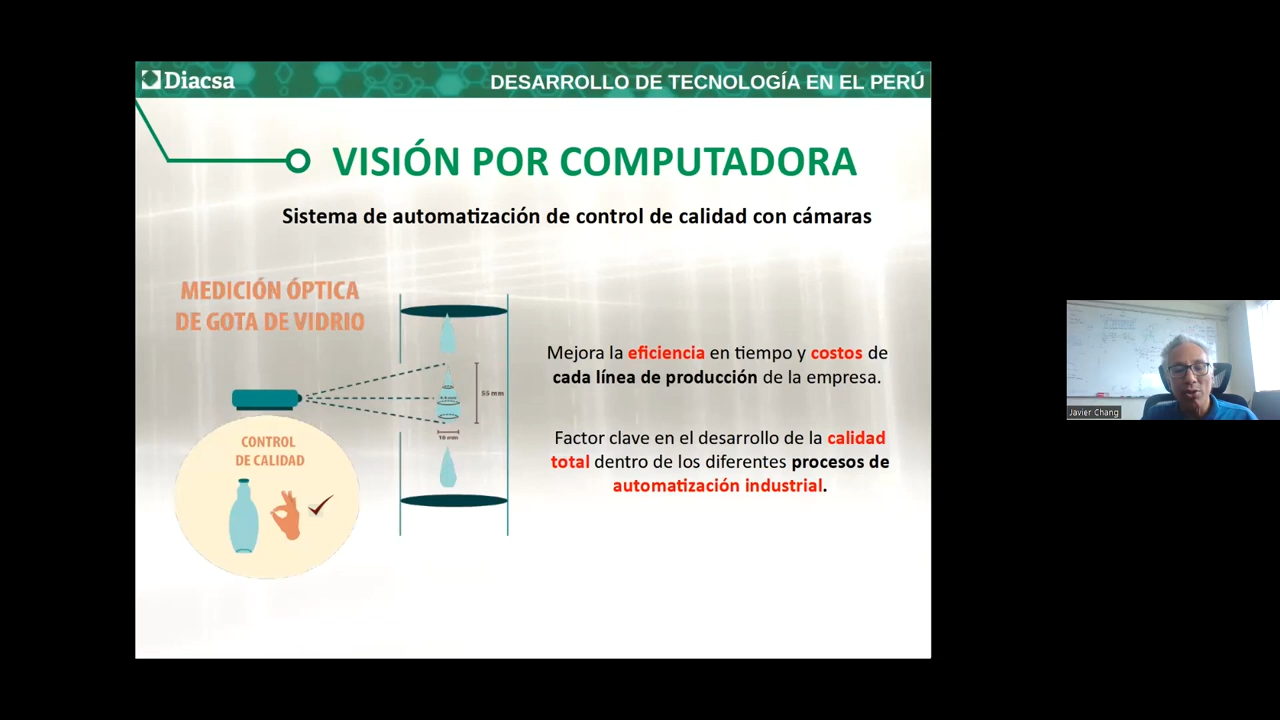 Diacsa
DESARROLLO DE TECNOLOGÍA EN EL PERÚ
VISIÓN POR COMPUTADORA
Sistema de automatización de control de calidad con cámaras
MEDICIÓN ÓPTICA
DE GOTA DE VIDRIO
55 mm
10 mm
CONTROL
DE CALIDAD
Mejora la eficiencia en tiempo y costos de
cada línea de producción de la empresa.
Factor clave en el desarrollo de la calidad
total dentro de los diferentes procesos de
automatización industrial.
Javier Chang